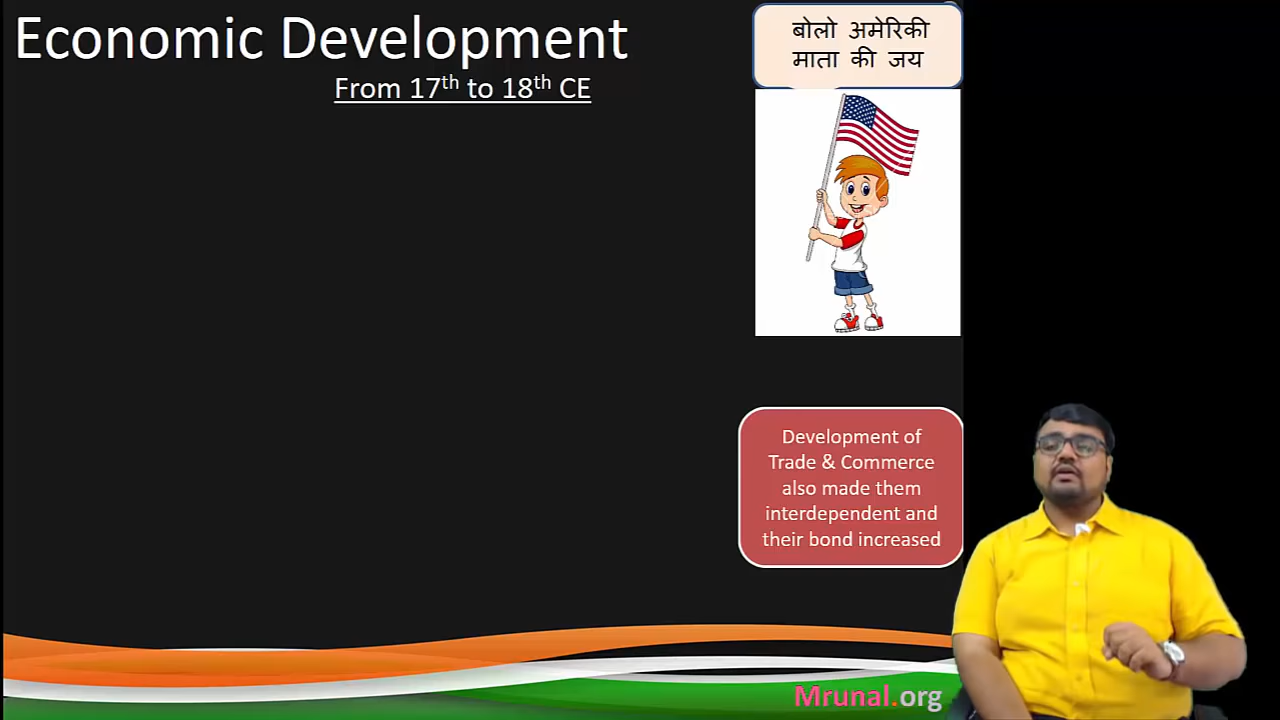 Economic Development
From 17th to 18th CE
बोलो अमेरिकी
माता की जय
Development of
Trade & Commerce
also made them
interdependent and
their bond increased
Mrunal.org